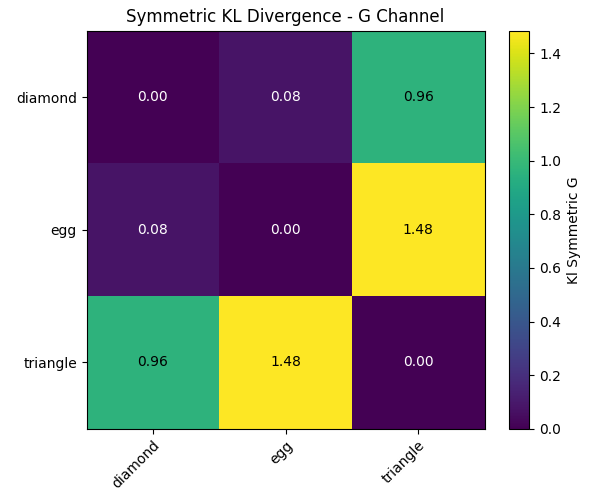 Symmetric KL Divergence - G Channel
diamond
0.00
0.08
0.96
egg
0.08
0.00
1.48
triangle
0.96
1.48
0.00
diamond
egg
triangle
1.4
1.2
1.0
0.8
0.6
0.4
0.2
0.0
Kl Symmetric G